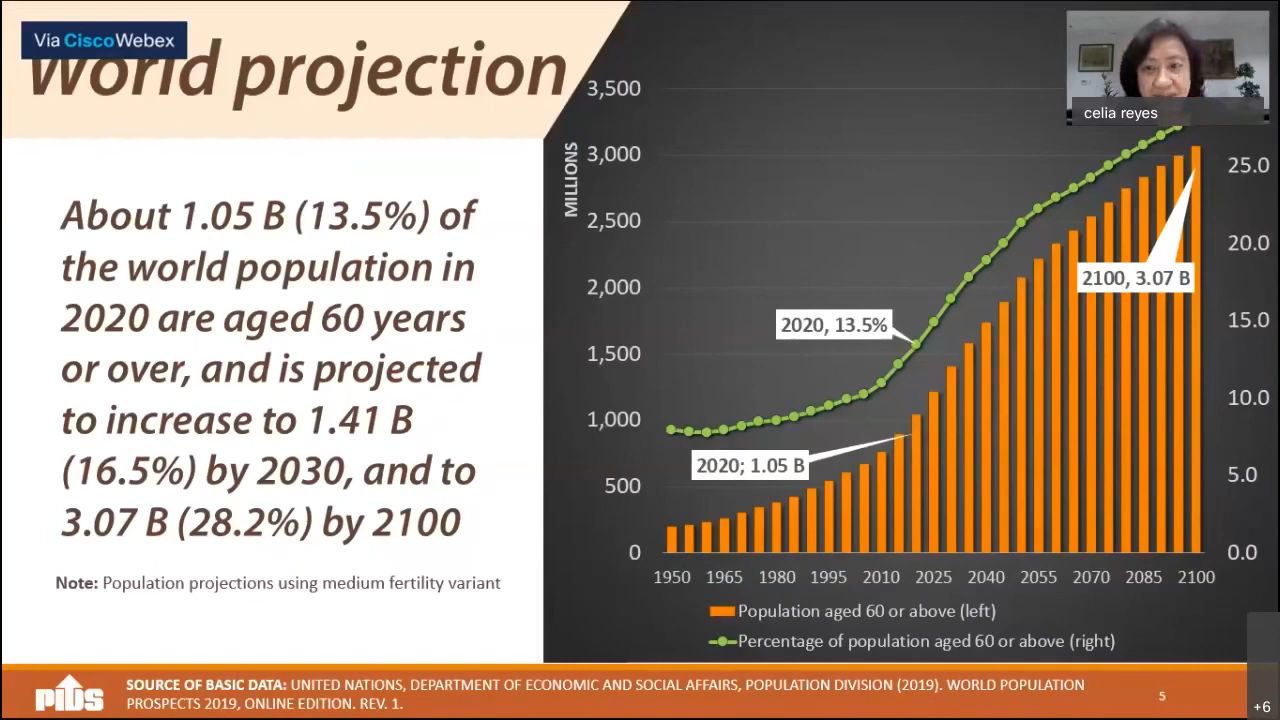 Via CiscoWebex
World projection
About 1.05 B (13.5%) of
the world population in
2020 are aged 60 years
or over, and is projected
to increase to 1.41 B
(16.5%) by 2030, and to
3.07 B (28.2%) by 2100
Note: Population projections using medium fertility variant
MILLIONS
3,500
3,000
2,500
2,000
1,500
1,000
500
0
2020, 13.5%
2020; 1.05 B
2100, 3.07 B
25.0
20.0
15.0
10.0
5.0
0.0
1950 1965 1980 1995 2010 2025 2040 2055 2070 2085 2100
Population aged 60 or above (left)
Percentage of population aged 60 or above (right)
celia reyes
pids
SOURCE OF BASIC DATA: UNITED NATIONS, DEPARTMENT OF ECONOMIC AND SOCIAL AFFAIRS, POPULATION DIVISION (2019). WORLD POPULATION
PROSPECTS 2019, ONLINE EDITION. REV. 1.
5
+6